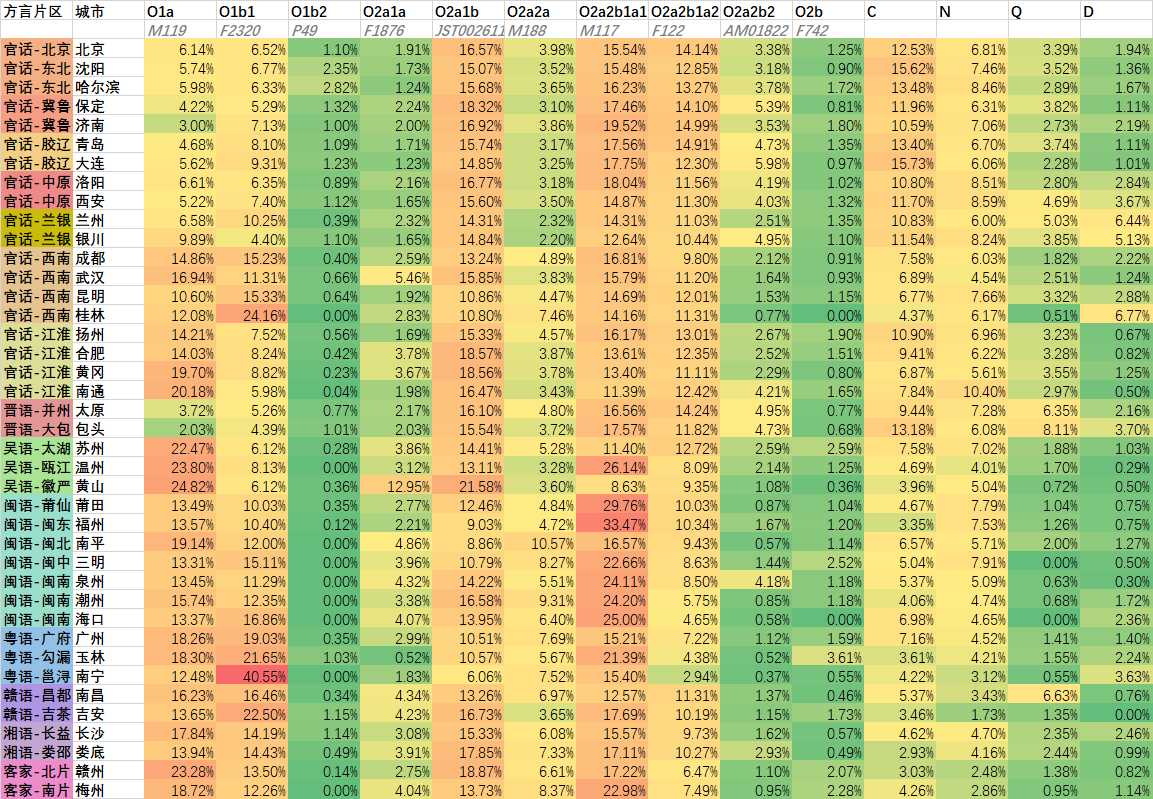 方言片区 城市 O1a O1b1 O1b2 O2a1a O2a1b O2a2a O2a2b1a1 O2a2b1a2 O2a2b2 O2b C N Q D
M119 F2320 P49 F1876 JST002611 M188 M117 F122 AM01822 F742
官话-北京 北京 6.14% 6.52% 1.10% 1.91% 16.57% 3.98% 15.54% 14.14% 3.38% 1.25% 12.53% 6.81% 3.39% 1.94%
官话-东北 沈阳 5.74% 6.77% 2.35% 1.73% 15.07% 3.52% 15.48% 12.85% 3.18% 0.90% 15.62% 7.46% 3.52% 1.36%
官话-东北 哈尔滨 5.98% 6.33% 2.82% 1.24% 15.68% 3.65% 16.23% 13.27% 3.78% 1.72% 13.48% 8.46% 2.89% 1.67%
官话-冀鲁 保定 4.22% 5.29% 1.32% 2.24% 18.32% 3.10% 17.46% 14.10% 5.39% 0.81% 11.96% 6.31% 3.82% 1.11%
官话-冀鲁 济南 3.00% 7.13% 1.00% 2.00% 16.92% 3.86% 19.52% 14.99% 3.53% 1.80% 10.59% 7.06% 2.73% 2.19%
官话-胶辽 青岛 4.68% 8.10% 1.09% 1.71% 15.74% 3.17% 17.56% 14.91% 4.73% 1.35% 13.40% 6.70% 3.74% 1.11%
官话-胶辽 大连 5.62% 9.31% 1.23% 1.23% 14.85% 3.25% 17.75% 12.30% 5.98% 0.97% 15.73% 6.06% 2.28% 1.01%
官话-中原 洛阳 6.61% 6.35% 0.89% 2.16% 16.77% 3.18% 18.04% 11.56% 4.19% 1.02% 10.80% 8.51% 2.80% 2.84%
官话-中原 西安 5.22% 7.40% 1.12% 1.65% 15.60% 3.50% 14.87% 11.30% 4.03% 1.32% 11.70% 8.59% 4.69% 3.67%
官话-兰银 兰州 6.58% 10.25% 0.39% 2.32% 14.31% 2.32% 14.31% 11.03% 2.51% 1.35% 10.83% 6.00% 5.03% 6.44%
官话-兰银 银川 9.89% 4.40% 1.10% 1.65% 14.84% 2.20% 12.64% 10.44% 4.95% 1.10% 11.54% 8.24% 3.85% 5.13%
官话-西南 成都 14.86% 15.23% 0.40% 2.59% 13.24% 4.89% 16.81% 9.80% 2.12% 0.91% 7.58% 6.03% 1.82% 2.22%
官话-西南 武汉 16.94% 11.31% 0.66% 5.46% 15.85% 3.83% 15.79% 11.20% 1.64% 0.93% 6.89% 4.54% 2.51% 1.24%
官话-西南 昆明 10.60% 15.33% 0.64% 1.92% 10.86% 4.47% 14.69% 12.01% 1.53% 1.15% 6.77% 7.66% 3.32% 2.88%
官话-西南 桂林 12.08% 24.16% 0.00% 2.83% 10.80% 7.46% 14.16% 11.31% 0.77% 0.00% 4.37% 6.17% 0.51% 6.77%
官话-江淮 扬州 14.21% 7.52% 0.56% 1.69% 15.33% 4.57% 16.17% 13.01% 2.67% 1.90% 10.90% 6.96% 3.23% 0.67%
官话-江淮 合肥 14.03% 8.24% 0.42% 3.78% 18.57% 3.87% 13.61% 12.35% 2.52% 1.51% 9.41% 6.22% 3.28% 0.82%
官话-江淮 黄冈 19.70% 8.82% 0.23% 3.67% 18.56% 3.78% 13.40% 11.11% 2.29% 0.80% 6.87% 5.61% 3.55% 1.25%
官话-江淮 南通 20.18% 5.98% 0.04% 1.98% 16.47% 3.43% 11.39% 12.42% 4.21% 1.65% 7.84% 10.40% 2.97% 0.50%
晋语-并州 太原 3.72% 5.26% 0.77% 2.17% 16.10% 4.80% 16.56% 14.24% 4.95% 0.77% 9.44% 7.28% 6.35% 2.16%
晋语-大包 包头 2.03% 4.39% 1.01% 2.03% 15.54% 3.72% 17.57% 11.82% 4.73% 0.68% 13.18% 6.08% 8.11% 3.70%
吴语-太湖 苏州 22.47% 6.12% 0.28% 3.86% 14.41% 5.28% 11.40% 12.72% 2.59% 2.59% 7.58% 7.02% 1.88% 1.03%
吴语-瓯江 温州 23.80% 8.13% 0.00% 3.12% 13.11% 3.28% 26.14% 8.09% 2.14% 1.25% 4.69% 4.01% 1.70% 0.29%
吴语-徽严 黄山 24.82% 6.12% 0.36% 12.95% 21.58% 3.60% 8.63% 9.35% 1.08% 0.36% 3.96% 5.04% 0.72% 0.50%
闽语-莆仙 莆田 13.49% 10.03% 0.35% 2.77% 12.46% 4.84% 29.76% 10.03% 0.87% 1.04% 4.67% 7.79% 1.04% 0.75%
闽语-闽东 福州 13.57% 10.40% 0.12% 2.21% 9.03% 4.72% 33.47% 10.34% 1.67% 1.20% 3.35% 7.53% 1.26% 0.75%
闽语-闽北 南平 19.14% 12.00% 0.00% 4.86% 8.86% 10.57% 16.57% 9.43% 0.57% 1.14% 6.57% 5.71% 2.00% 1.27%
闽语-闽中 三明 13.31% 15.11% 0.00% 3.96% 10.79% 8.27% 22.66% 8.63% 1.44% 2.52% 5.04% 7.91% 0.00% 0.50%
闽语-闽南 泉州 13.45% 11.29% 0.00% 4.32% 14.22% 5.51% 24.11% 8.50% 4.18% 1.18% 5.37% 5.09% 0.63% 0.30%
闽语-闽南 潮州 15.74% 12.35% 0.00% 3.38% 16.58% 9.31% 24.20% 5.75% 0.85% 1.18% 4.06% 4.74% 0.68% 1.72%
闽语-闽南 海口 13.37% 16.86% 0.00% 4.07% 13.95% 6.40% 25.00% 4.65% 0.58% 0.00% 6.98% 4.65% 0.00% 2.36%
粤语-广府 广州 18.26% 19.03% 0.35% 2.99% 10.51% 7.69% 15.21% 7.22% 1.12% 1.59% 7.16% 4.52% 1.41% 1.40%
粤语-勾漏 玉林 18.30% 21.65% 1.03% 0.52% 10.57% 5.67% 21.39% 4.38% 0.52% 3.61% 3.61% 4.21% 1.55% 2.24%
粤语-邕浔 南宁 12.48% 40.55% 0.00% 1.83% 6.06% 7.52% 15.40% 2.94% 0.37% 0.55% 4.22% 3.12% 0.55% 3.63%
赣语-昌都 南昌 16.23% 16.46% 0.34% 4.34% 13.26% 6.97% 12.57% 11.31% 1.37% 0.46% 5.37% 3.43% 6.63% 0.76%
赣语-吉茶 吉安 13.65% 22.50% 1.15% 4.23% 16.73% 3.65% 17.69% 10.19% 1.15% 1.73% 3.46% 1.73% 1.35% 0.00%
湘语-长益 长沙 17.84% 14.19% 1.14% 3.08% 15.33% 6.08% 15.57% 9.73% 1.62% 0.57% 4.62% 4.70% 2.35% 2.46%
湘语-娄邵 娄底 13.94% 14.43% 0.49% 3.91% 17.85% 7.33% 17.11% 10.27% 2.93% 0.49% 2.93% 4.16% 2.44% 0.99%
客家-北片 赣州 23.28% 13.50% 0.14% 2.75% 18.87% 6.61% 17.22% 6.47% 1.10% 2.07% 3.03% 2.48% 1.38% 0.82%
客家-南片 梅州 18.72% 12.26% 0.00% 4.04% 13.73% 8.37% 22.98% 7.49% 0.95% 2.28% 4.26% 2.86% 0.95% 1.14%